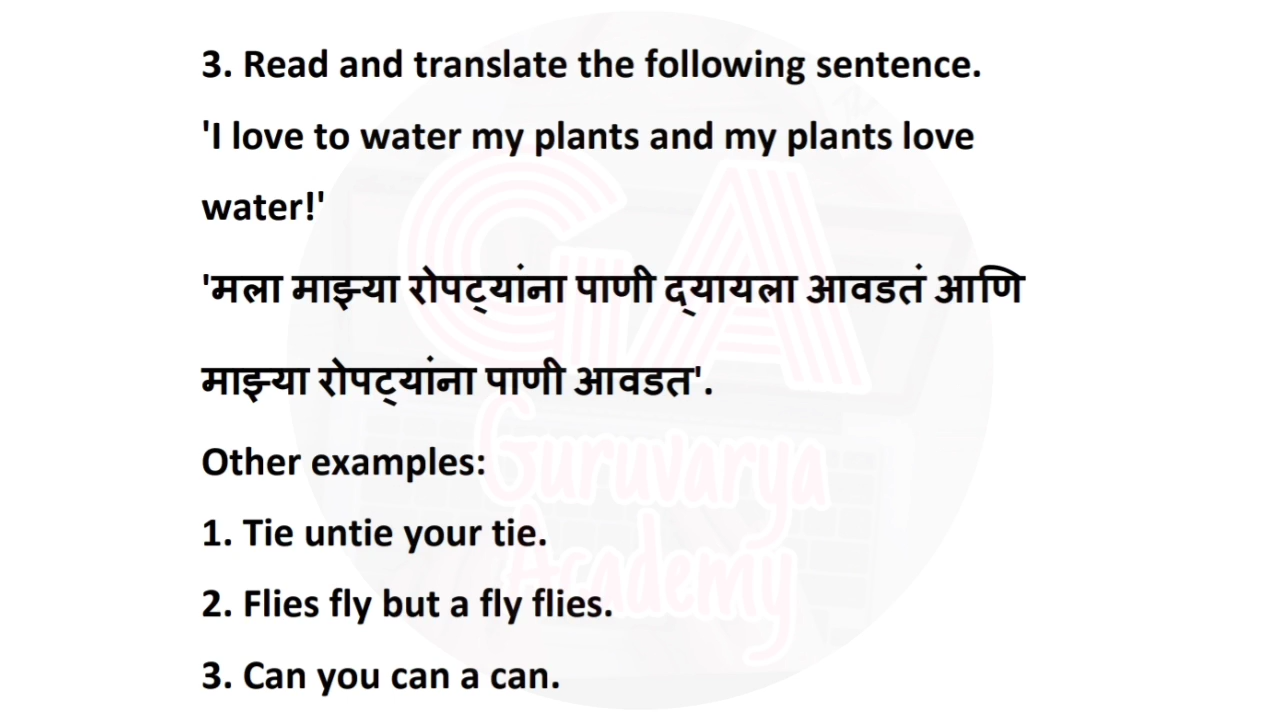 3. Read and translate the following sentence.
'I love to water my plants and my plants love
water!'
'मला माझ्या रोपट्यांना पाणी द्यायला आवडतं आणि
माझ्या रोपट्यांना पाणी आवडत'.
Other examples:
1. Tie untie your tie.
2. Flies fly but a fly flies.
3. Can you can a can.
GA
Guruvarya
Academy